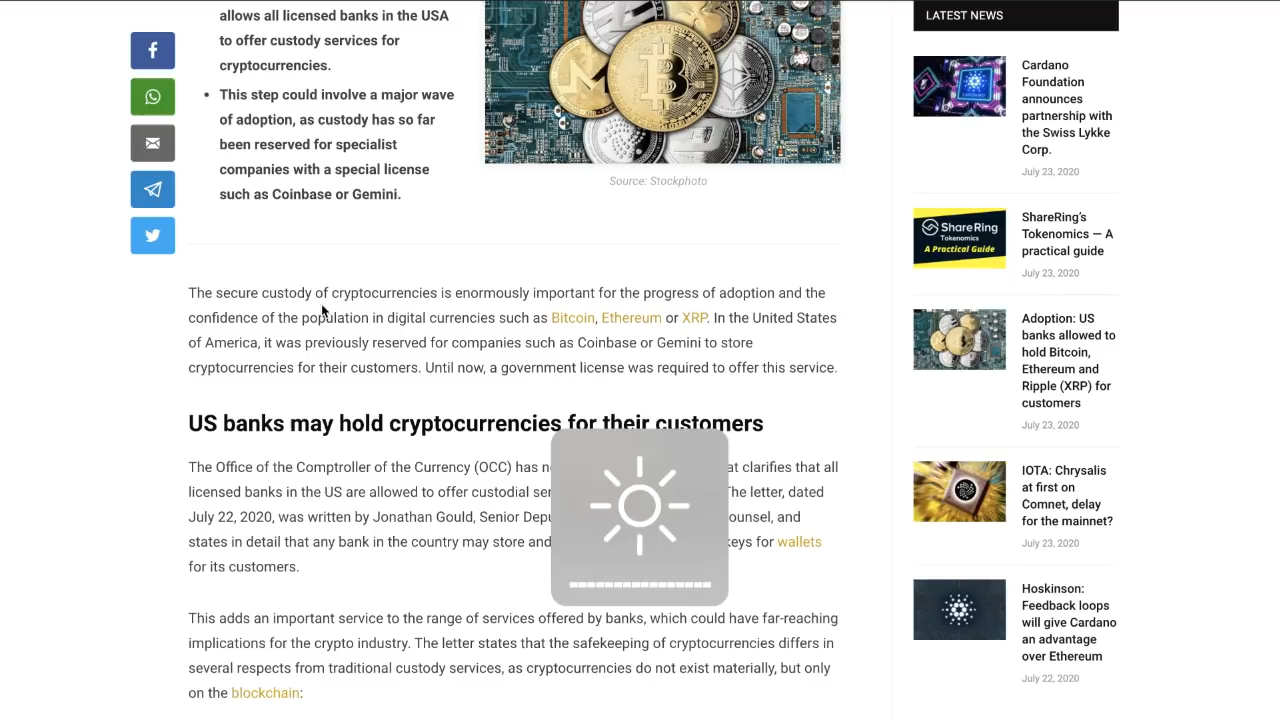 allows all licensed banks in the USA
to offer custody services for
cryptocurrencies.
• This step could involve a major wave
of adoption, as custody has so far
been reserved for specialist
companies with a special license
such as Coinbase or Gemini.
Source: Stockphoto
The secure custody of cryptocurrencies is enormously important for the progress of adoption and the
confidence of the population in digital currencies such as Bitcoin, Ethereum or XRP. In the United States
of America, it was previously reserved for companies such as Coinbase or Gemini to store
cryptocurrencies for their customers. Until now, a government license was required to offer this service.
US banks may hold cryptocurrencies for their customers
The Office of the Comptroller of the Currency (OCC) has clarifies that all
licensed banks in the US are allowed to offer custodial The letter, dated
July 22, 2020, was written by Jonathan Gould, Senior and
states in detail that any bank in the country may store and keys for wallets
for its customers.
This adds an important service to the range of services offered by banks, which could have far-reaching
implications for the crypto industry. The letter states that the safekeeping of cryptocurrencies differs in
several respects from traditional custody services, as cryptocurrencies do not exist materially, but only
on the blockchain:
LATEST NEWS
Cardano
Foundation
announces
partnership with
the Swiss Lykke
Corp.
July 23, 2020
ShareRing
Tokenomics
A Practical Guide
ShareRing's
Tokenomics — A
practical guide
July 23, 2020
Adoption: US
banks allowed to
hold Bitcoin,
Ethereum and
Ripple (XRP) for
customers
July 23, 2020
IOTA: Chrysalis
at first on
Comnet, delay
for the mainnet?
July 23, 2020
Hoskinson:
Feedback loops
will give Cardano
an advantage
over Ethereum
July 22, 2020